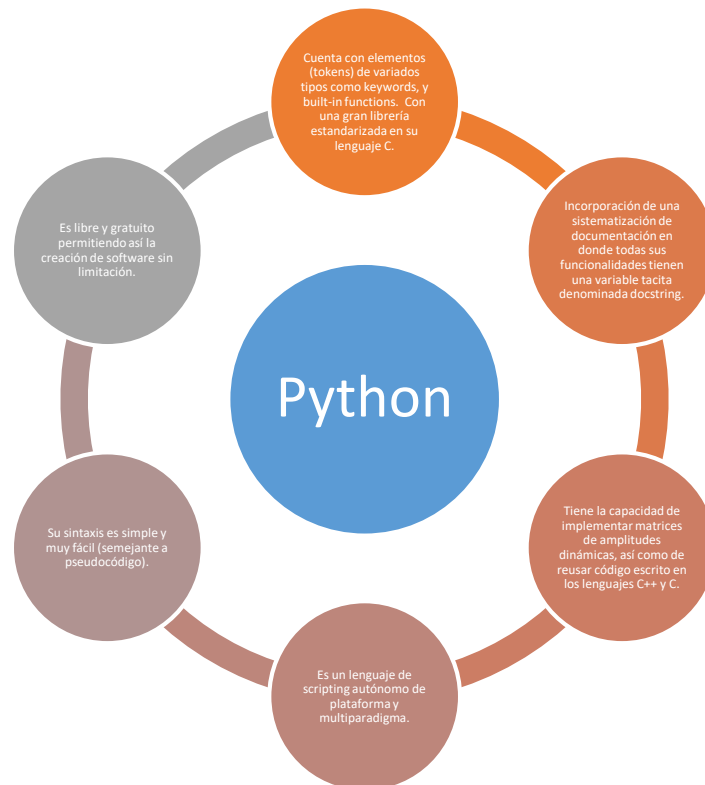 Cuenta con elementos
(tokens) de variados
tipos como keywords, y
built-in functions.  Con
una gran librería
estandarizada en su
lenguaje C.
Incorporación de una
sistematización de
documentación en
donde todas sus
funcionalidades tienen
una variable tacita
denominada docstring.
Tiene la capacidad de
implementar matrices
de amplitudes
dinámicas, así como de
reusar código escrito en
los lenguajes C++ y C.
Es un lenguaje de
scripting autónomo de
plataforma y
multiparadigma.
Su sintaxis es simple y
muy fácil (semejante a
pseudocódigo).
Es libre y gratuito
permitiendo así la
creación de software sin
limitación.
Python